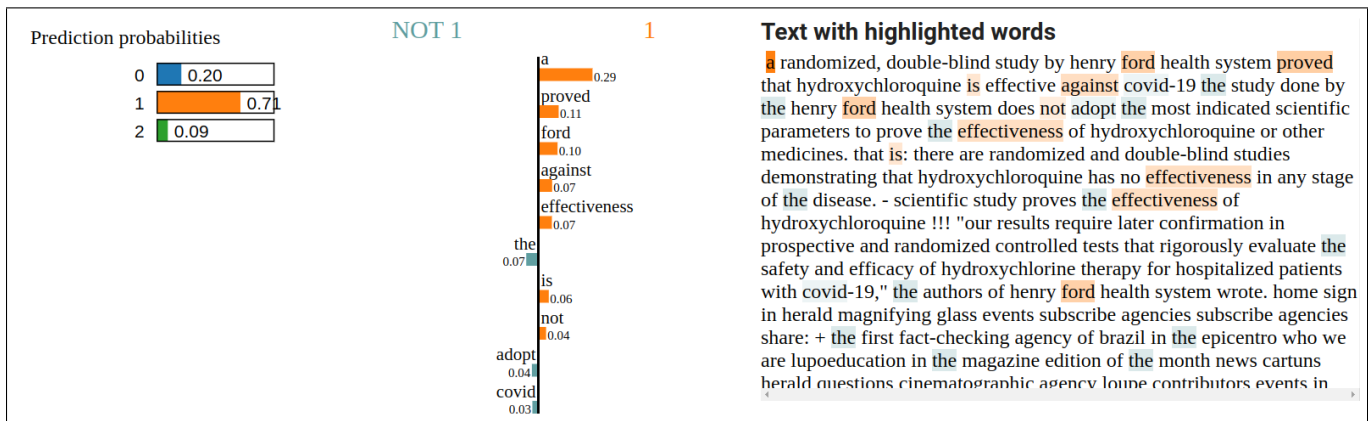 Prediction probabilities
0 0.20
1 0.71
2 0.09
NOT 1 1
a
0.29
proved
0.11
ford
0.10
against
0.07
effectiveness
0.07
the
0.07
is
0.06
not
0.04
adopt
0.04
covid
0.03
Text with highlighted words
a randomized, double-blind study by henry ford health system proved
that hydroxychloroquine is effective against covid-19 the study done by
the henry ford health system does not adopt the most indicated scientific
parameters to prove the effectiveness of hydroxychloroquine or other
medicines. that is: there are randomized and double-blind studies
demonstrating that hydroxychloroquine has no effectiveness in any stage
of the disease. - scientific study proves the effectiveness of
hydroxychloroquine !!! "our results require later confirmation in
prospective and randomized controlled tests that rigorously evaluate the
safety and efficacy of hydroxychlorine therapy for hospitalized patients
with covid-19," the authors of henry ford health system wrote. home sign
in herald magnifying glass events subscribe agencies subscribe agencies
share: + the first fact-checking agency of brazil in the epicentro who we
are lupoeducation in the magazine edition of the month news cartuns
herald questions cinematographic agency loupe contributors events in